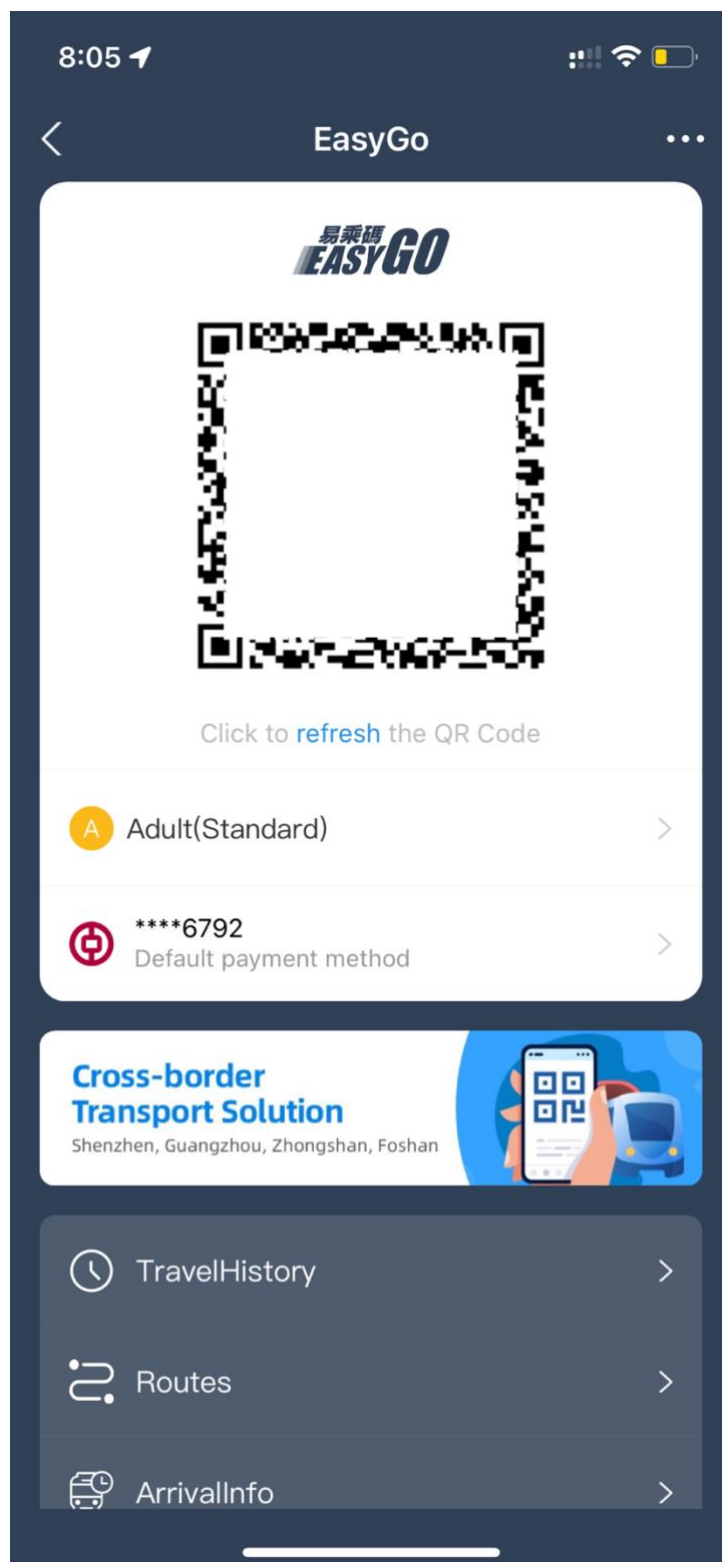 8:05
EasyGo
易乘碼
EASYGO
Click to refresh the QR Code
A Adult(Standard)
****6792
Default payment method
Cross-border
Transport Solution
Shenzhen, Guangzhou, Zhongshan, Foshan
TravelHistory
Routes
ArrivalInfo